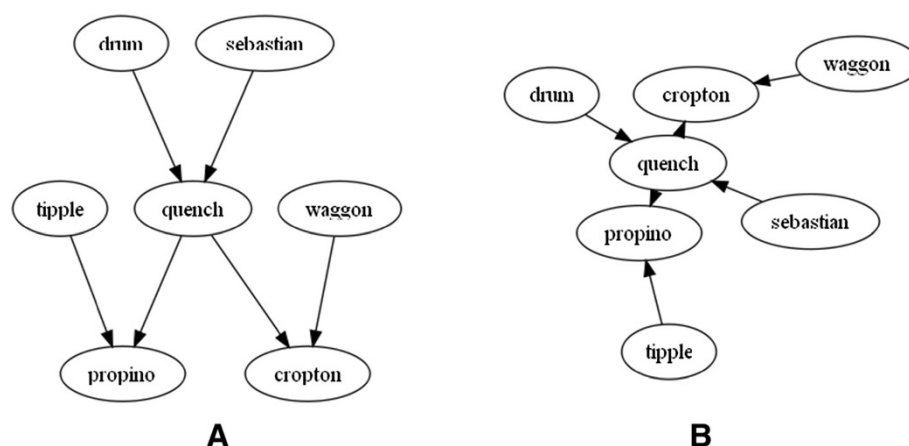 drum sebastian
tipple quench waggon
propino cropton
A
waggon
drum cropton
quench
propino sebastian
tipple
B